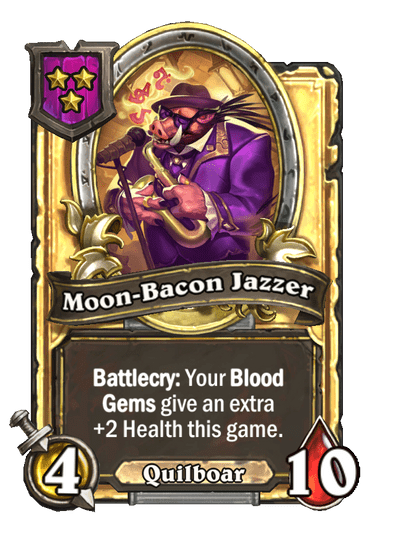 Moon-Bacon Jazzer
Battlecry: Your Blood
Gems give an extra
+2 Health this game.
4
Quilboar
10